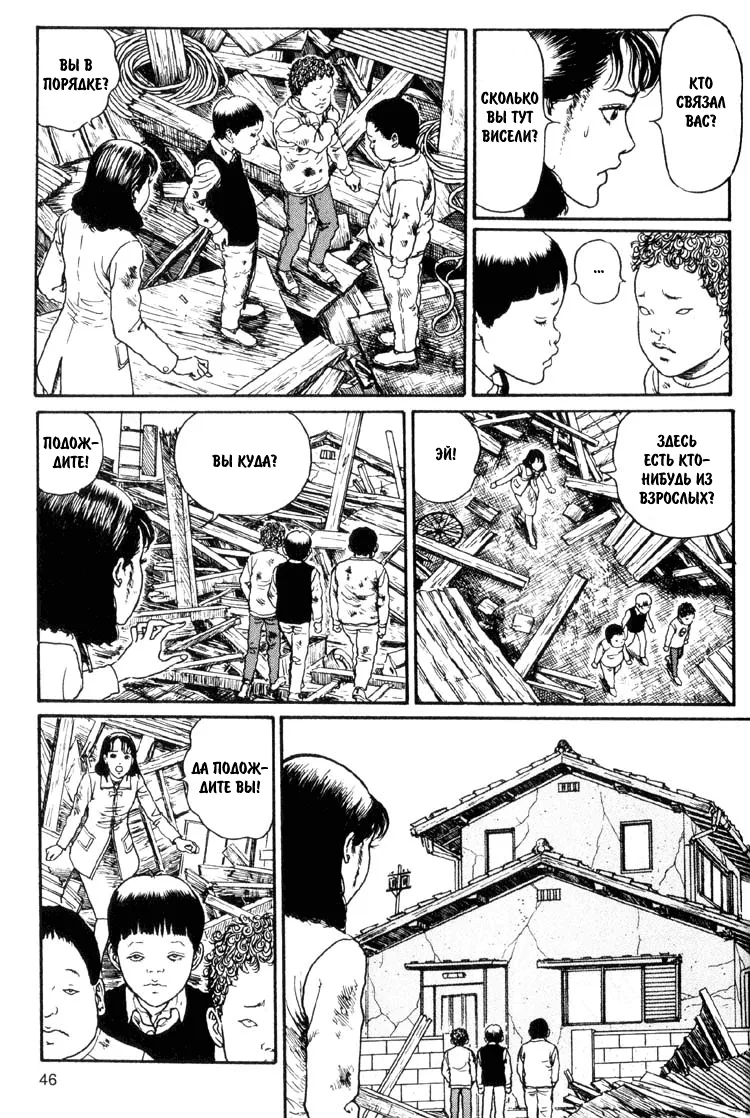 ВЫ В
ПОРЯДКЕ?
СКОЛЬКО
ВЫ ТУТ
ВИСЕЛИ?
КТО
СВЯЗАЛ
ВАС?
...
ПОДОЖ-
ДИТЕ!
ВЫ КУДА?
ЭЙ!
ЗДЕСЬ
ЕСТЬ КТО-
НИБУДЬ ИЗ
ВЗРОСЛЫХ?
ДА ПОДОЖ-
ДИТЕ ВЫ!
46